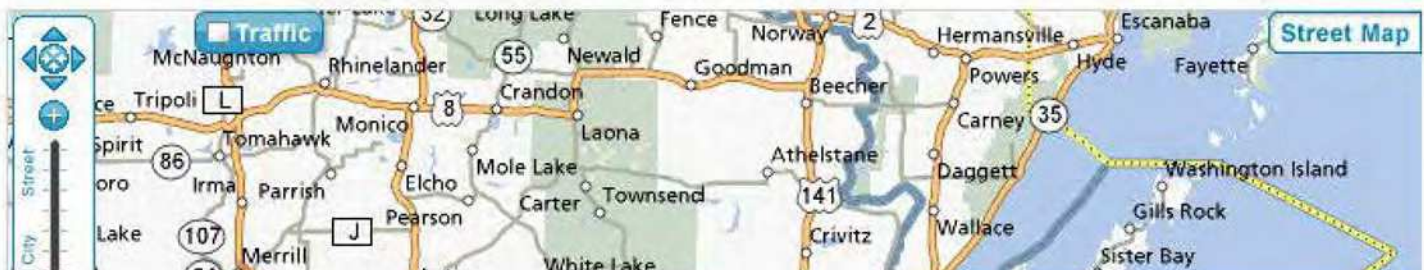 32
Long Lake
Fence
Norway
2
Escanaba
Traffic
Hermansville
Street Map
McNaughton
Rhinelander
55
Newald
Goodman
Powers
Hyde
Fayette
ce
Tripoli
L
Crandon
Beecher
8
Monico
Carney
35
Spirit
Tomahawk
Laona
86
Mole Lake
Athelstane
Washington Island
Street
oro
Irma
Parrish
Elcho
Carter
Townsend
Daggett
141
Gills Rock
Pearson
Lake
107
J
Crivitz
Wallace
City
Merrill
White Lake
Sister Bay